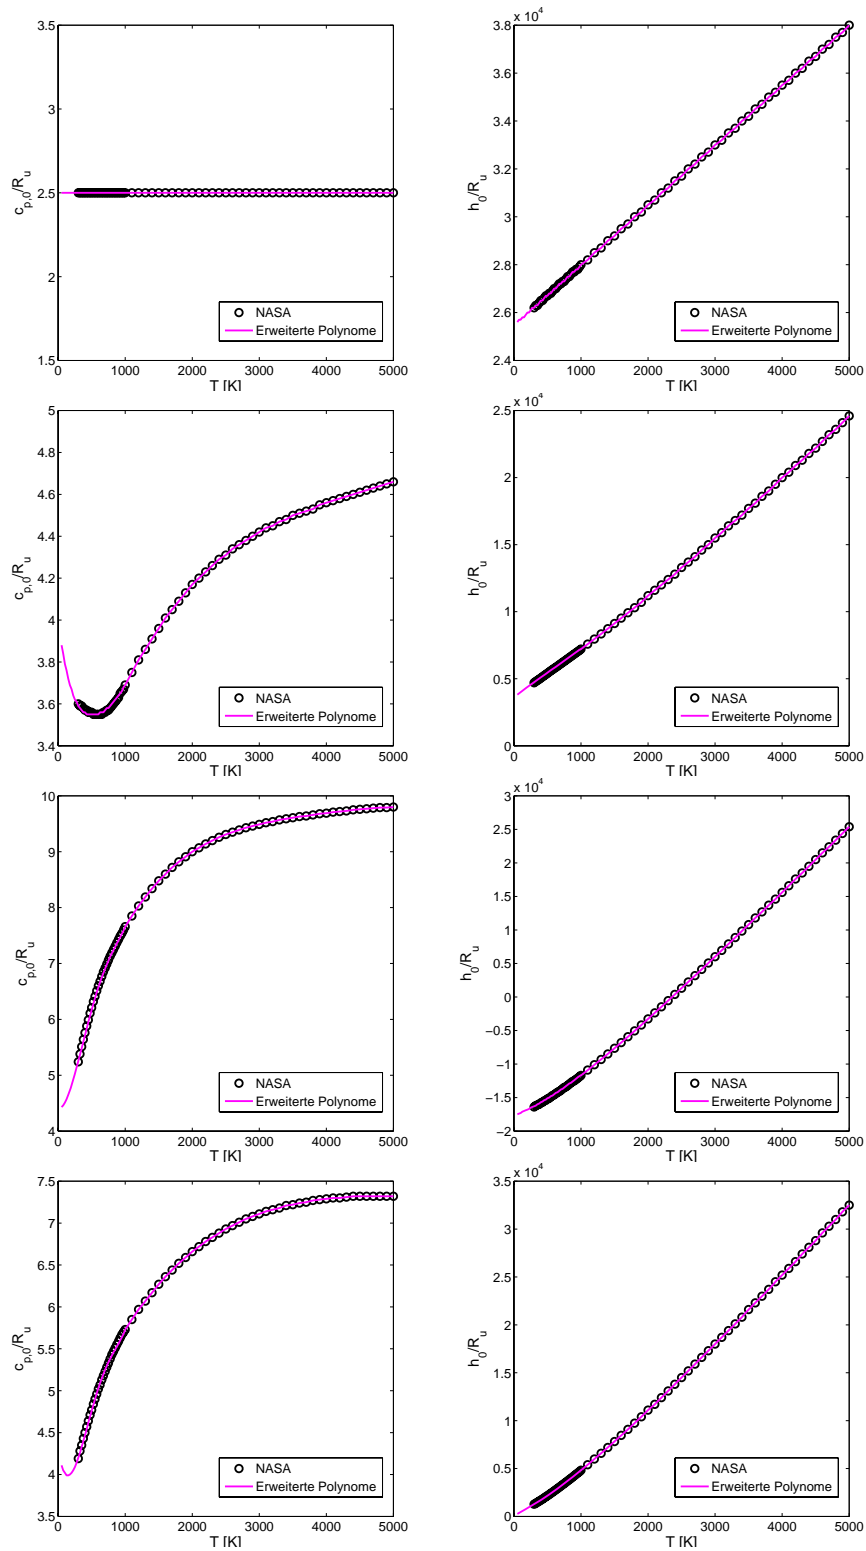 3.5
3
2.5
2
1.5
c_{p,0}/R_u
NASA
Erweiterte Polynome
0 1000 2000 3000 4000 5000
T [K]
x 10^4
3.8
3.6
3.4
3.2
3
2.8
2.6
2.4
h_0/R_u
NASA
Erweiterte Polynome
0 1000 2000 3000 4000 5000
T [K]
5
4.8
4.6
4.4
4.2
4
3.8
3.6
3.4
c_{p,0}/R_u
NASA
Erweiterte Polynome
0 1000 2000 3000 4000 5000
T [K]
x 10^4
2.5
2
1.5
1
0.5
0
h_0/R_u
NASA
Erweiterte Polynome
0 1000 2000 3000 4000 5000
T [K]
10
9
8
7
6
5
4
c_{p,0}/R_u
NASA
Erweiterte Polynome
0 1000 2000 3000 4000 5000
T [K]
x 10^4
3
2.5
2
1.5
1
0.5
0
−0.5
−1
−1.5
−2
h_0/R_u
NASA
Erweiterte Polynome
0 1000 2000 3000 4000 5000
T [K]
7.5
7
6.5
6
5.5
5
4.5
4
3.5
c_{p,0}/R_u
NASA
Erweiterte Polynome
0 1000 2000 3000 4000 5000
T [K]
x 10^4
3.5
3
2.5
2
1.5
1
0.5
0
h_0/R_u
NASA
Erweiterte Polynome
0 1000 2000 3000 4000 5000
T [K]